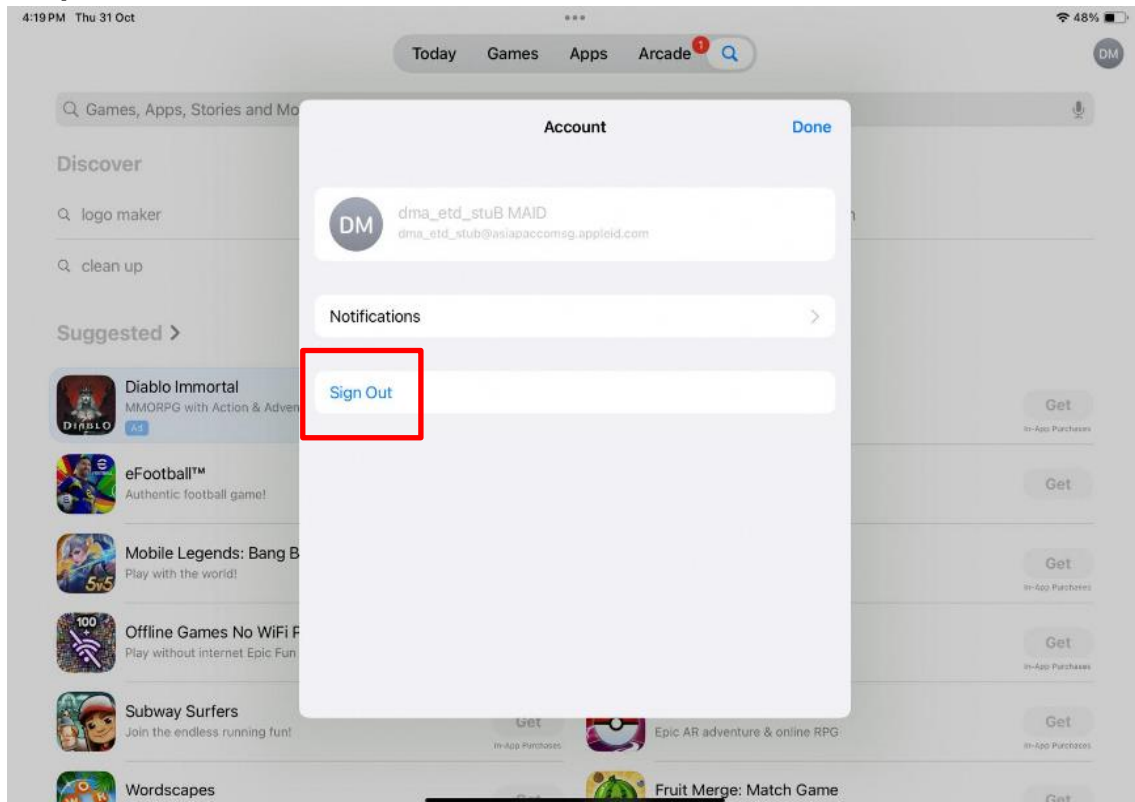 4:19 PM Thu 31 Oct
48%
Today Games Apps Arcade 1
DM
Games, Apps, Stories and Mo
Account Done
Discover
logo maker
DM
dma_etd_stuB MAID
dma_etd_stub@asiapaccomsg.appleid.com
clean up
Notifications
Suggested >
Sign Out
Diablo Immortal
MMORPG with Action & Adven
Ad
DIABLO
Get
In-App Purchases
eFootball™
Authentic football game!
Get
Mobile Legends: Bang B
Play with the world!
5v5
Get
In-App Purchases
100
+
Offline Games No WiFi P
Play without internet Epic Fun
Get
In-App Purchases
Subway Surfers
Join the endless running fun!
Get
In-App Purchases
Epic AR adventure & online RPG
Get
In-App Purchases
Wordscapes
Get
Fruit Merge: Match Game
Get